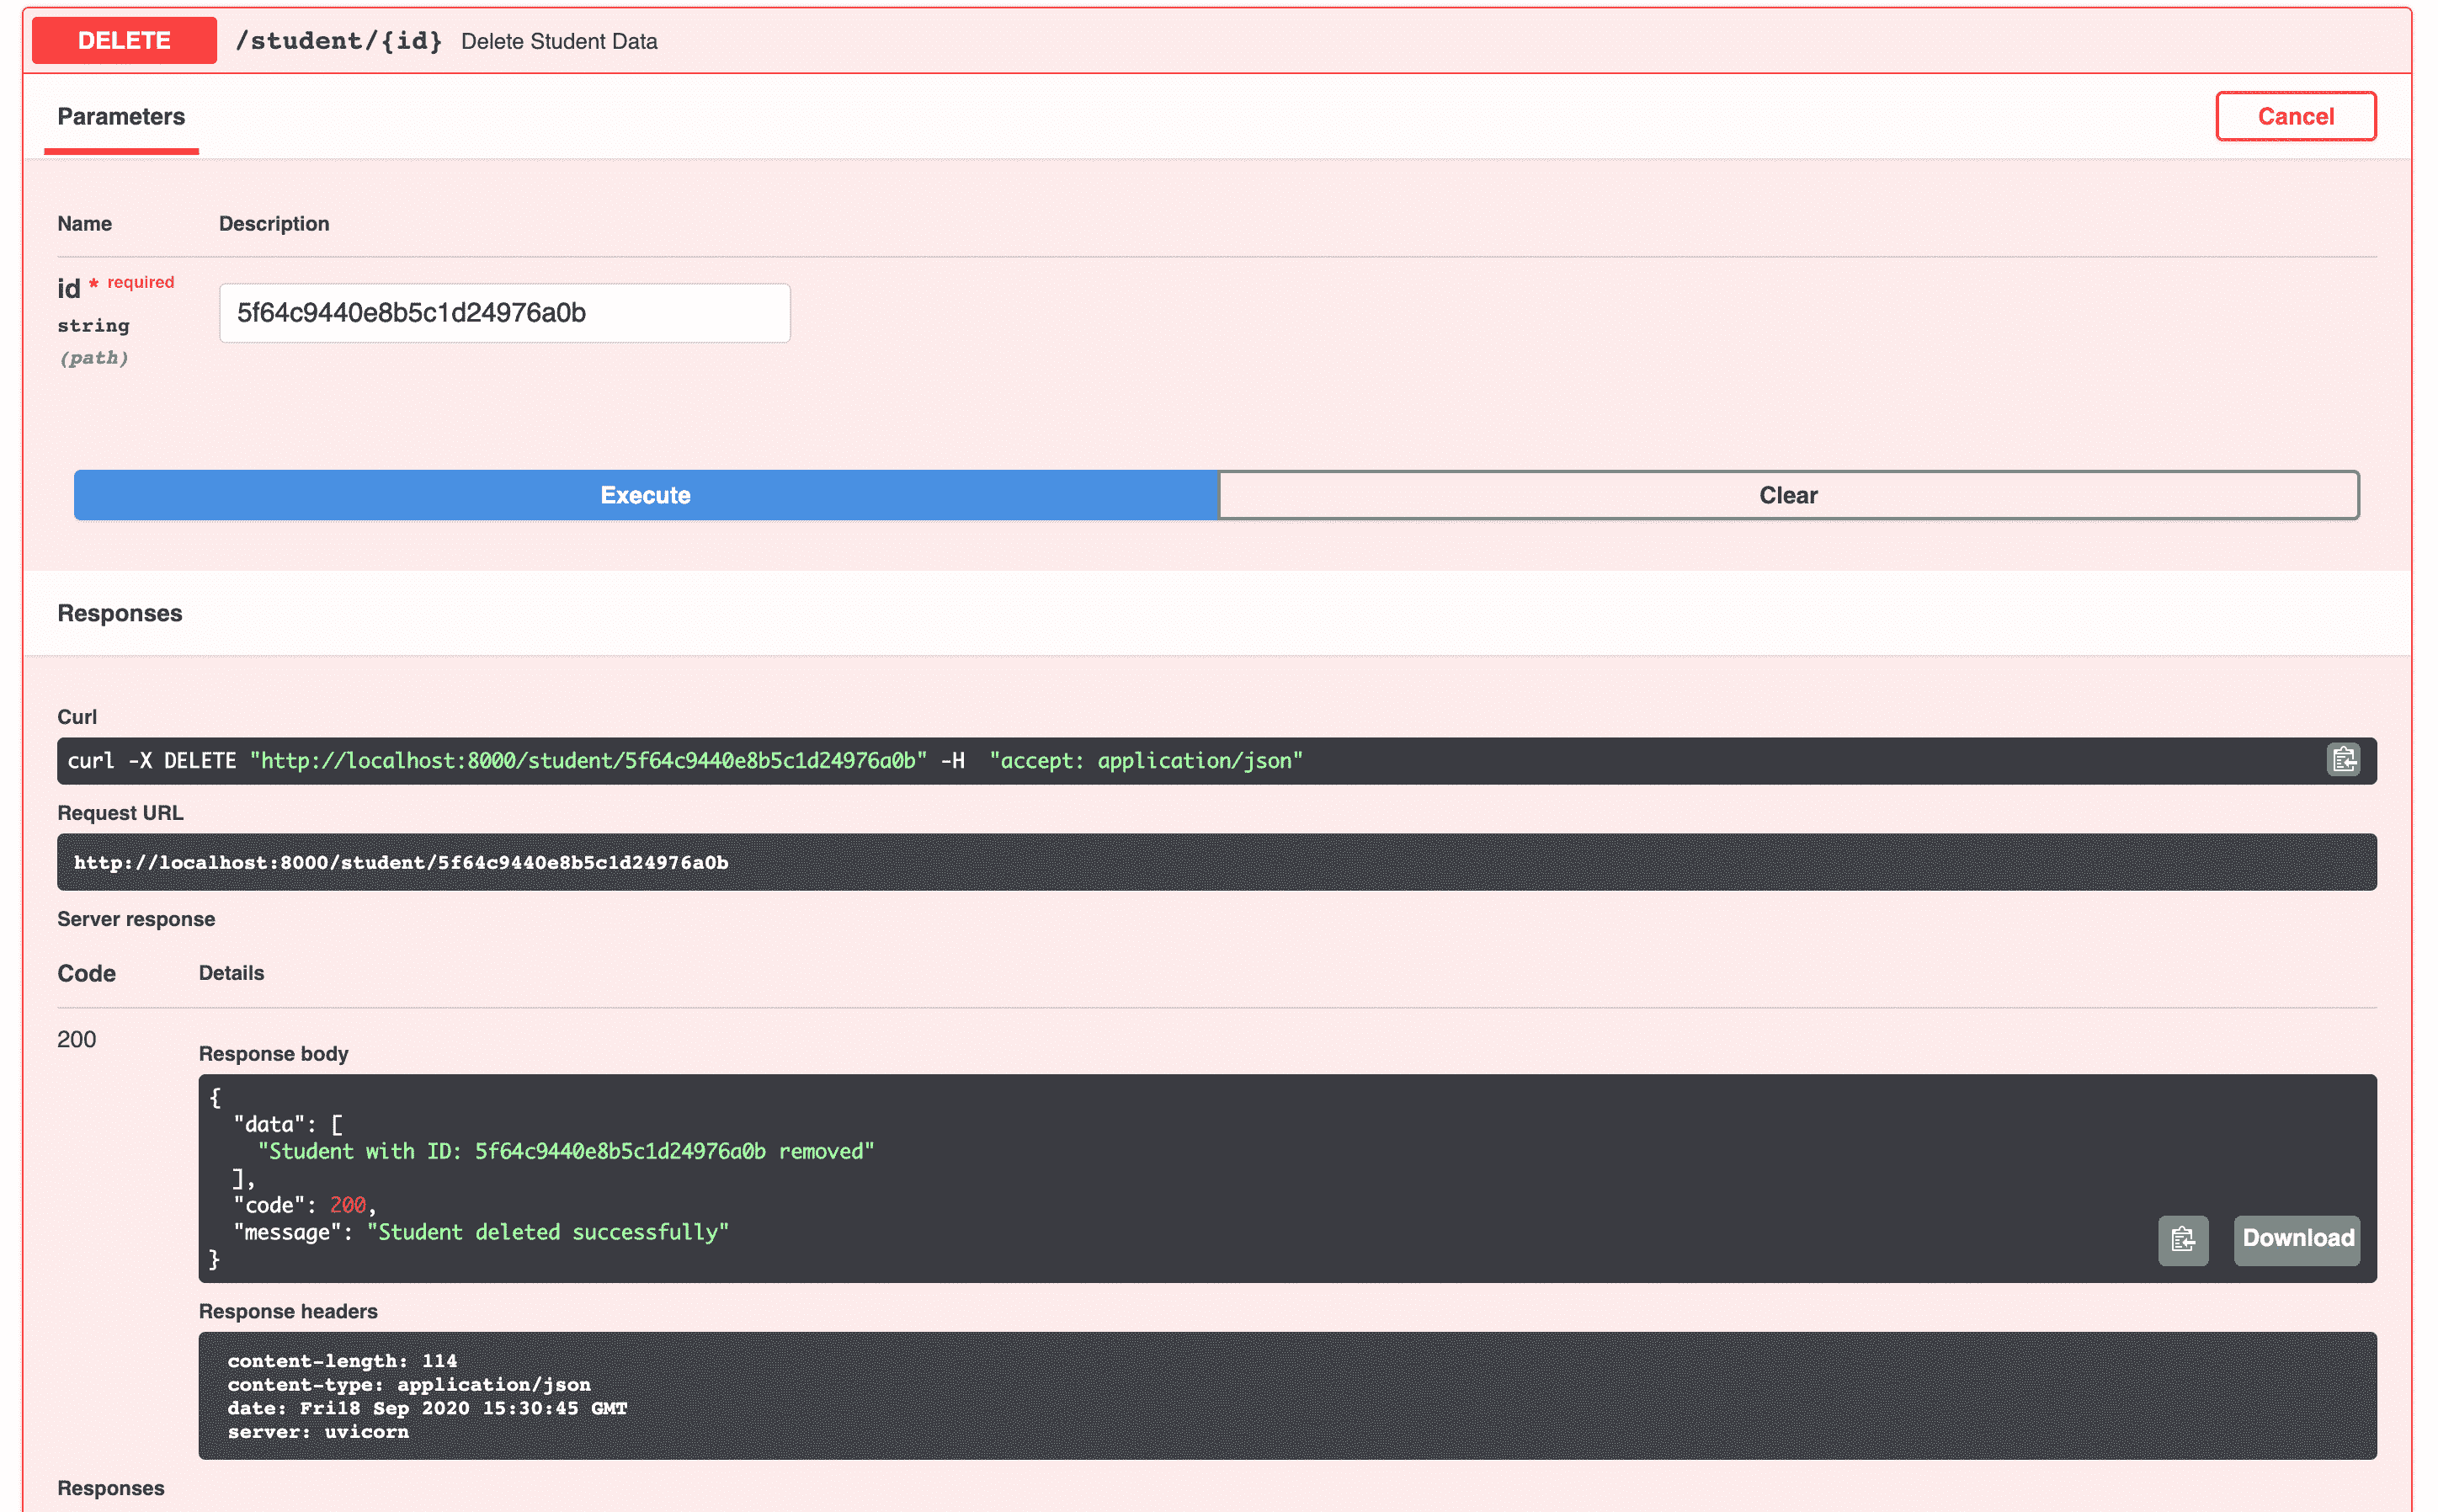 DELETE /student/{id} Delete Student Data
Parameters
Cancel
Name Description
id * required
string
(path)
5f64c9440e8b5c1d24976a0b
Execute Clear
Responses
Curl
curl -X DELETE "http://localhost:8000/student/5f64c9440e8b5c1d24976a0b" -H  "accept: application/json"
Request URL
http://localhost:8000/student/5f64c9440e8b5c1d24976a0b
Server response
Code Details
200
Response body
{
  "data": [
    "Student with ID: 5f64c9440e8b5c1d24976a0b removed"
  ],
  "code": 200,
  "message": "Student deleted successfully"
}
Download
Response headers
content-length: 114
content-type: application/json
date: Fri18 Sep 2020 15:30:45 GMT
server: uvicorn
Responses